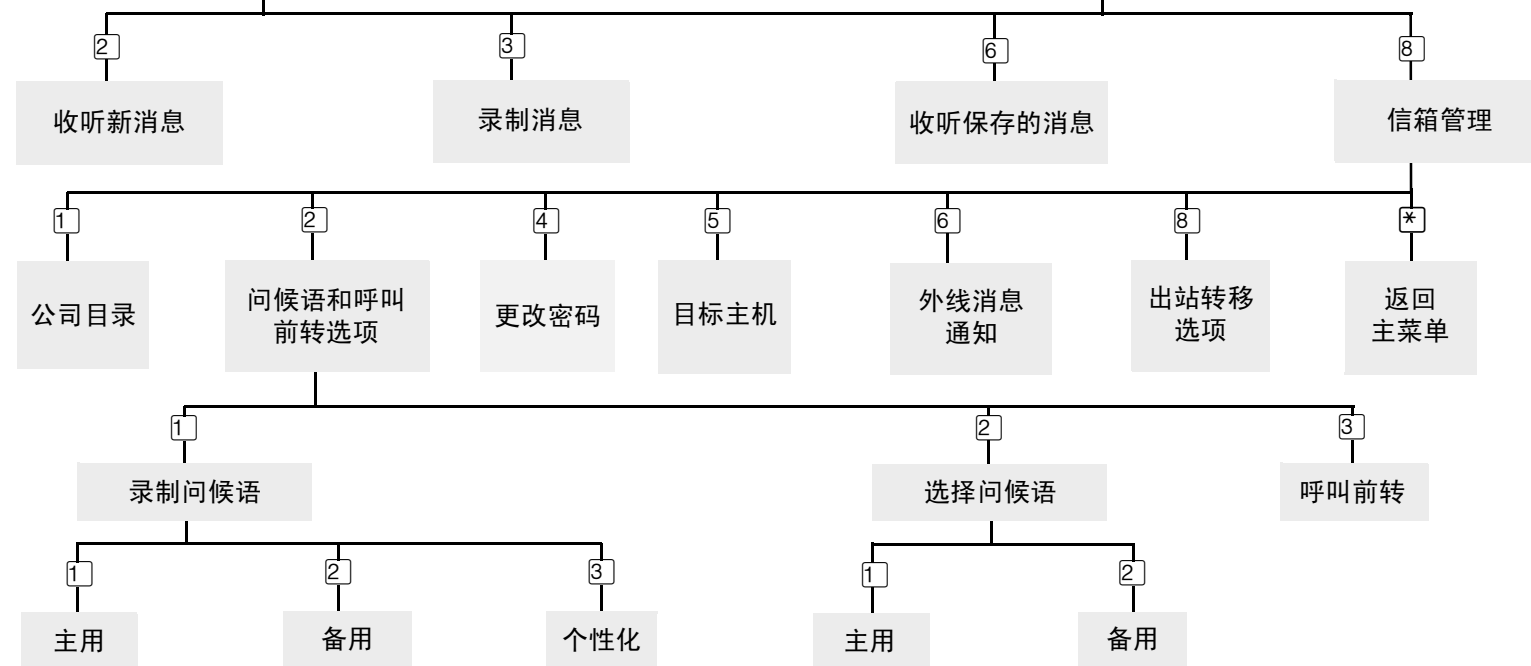 2
3
6
8
收听新消息
录制消息
收听保存的消息
信箱管理
1
2
4
5
6
8
*
公司目录
问候语和呼叫
前转选项
更改密码
目标主机
外线消息
通知
出站转移
选项
返回
主菜单
1
2
3
录制问候语
选择问候语
呼叫前转
1
2
3
1
2
主用
备用
个性化
主用
备用